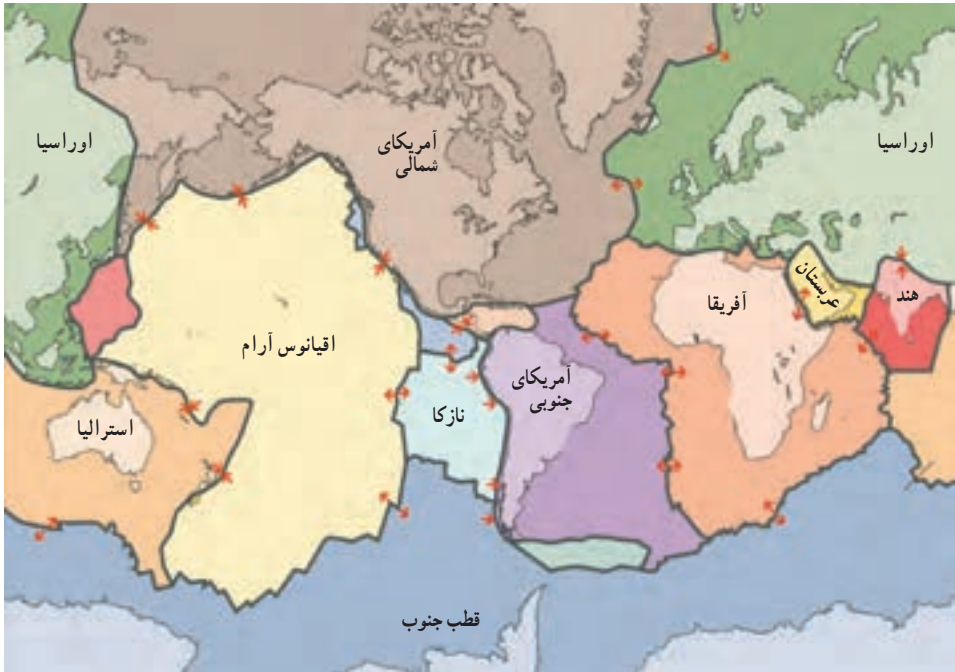 اوراسیا
آمریکای
شمالی
اوراسیا
عربستان
هند
آفریقا
اقیانوس آرام
آمریکای
جنوبی
نازکا
استرالیا
قطب جنوب